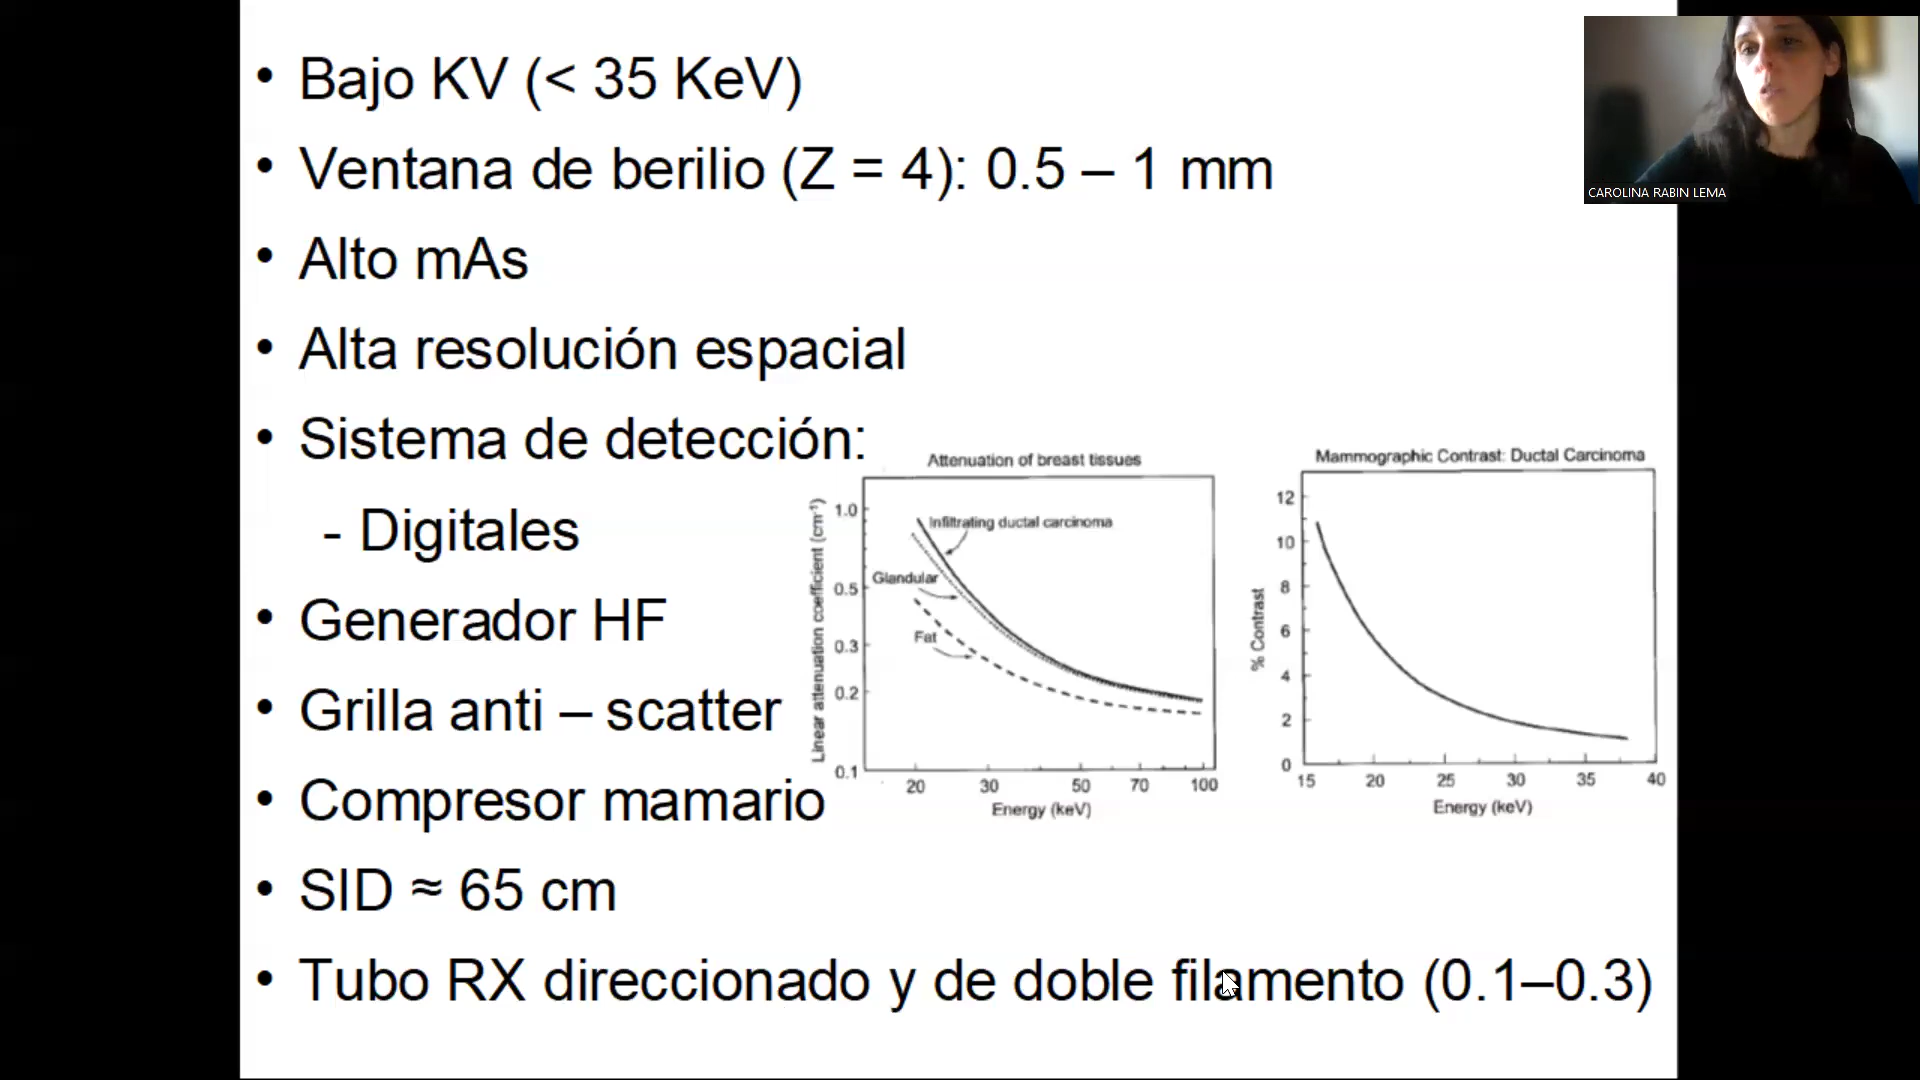 • Bajo KV (< 35 KeV)
• Ventana de berilio (Z = 4): 0.5 – 1 mm
• Alto mAs
• Alta resolución espacial
• Sistema de detección:
- Digitales
• Generador HF
• Grilla anti – scatter
• Compresor mamario
• SID ≈ 65 cm
• Tubo RX direccionado y de doble filamento (0.1–0.3)
Attenuation of breast tissues
Linear attenuation coefficient (cm⁻¹)
1.0
0.5
0.3
0.2
0.1
Infiltrating ductal carcinoma
Glandular
Fat
20 30 50 70 100
Energy (keV)
Mammographic Contrast: Ductal Carcinoma
% Contrast
12
10
8
6
4
2
0
15 20 25 30 35 40
Energy (keV)
CAROLINA RABIN LEMA